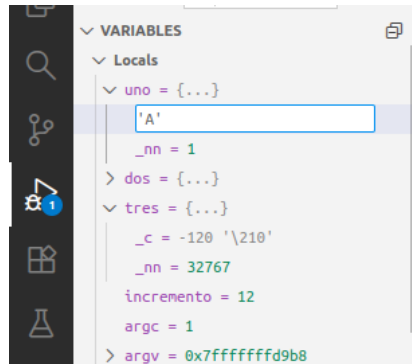 VARIABLES
Locals
uno = {...}
'A'
_nn = 1
dos = {...}
tres = {...}
_c = -120 '\210'
_nn = 32767
incremento = 12
argc = 1
argv = 0x7fffffffd9b8
1